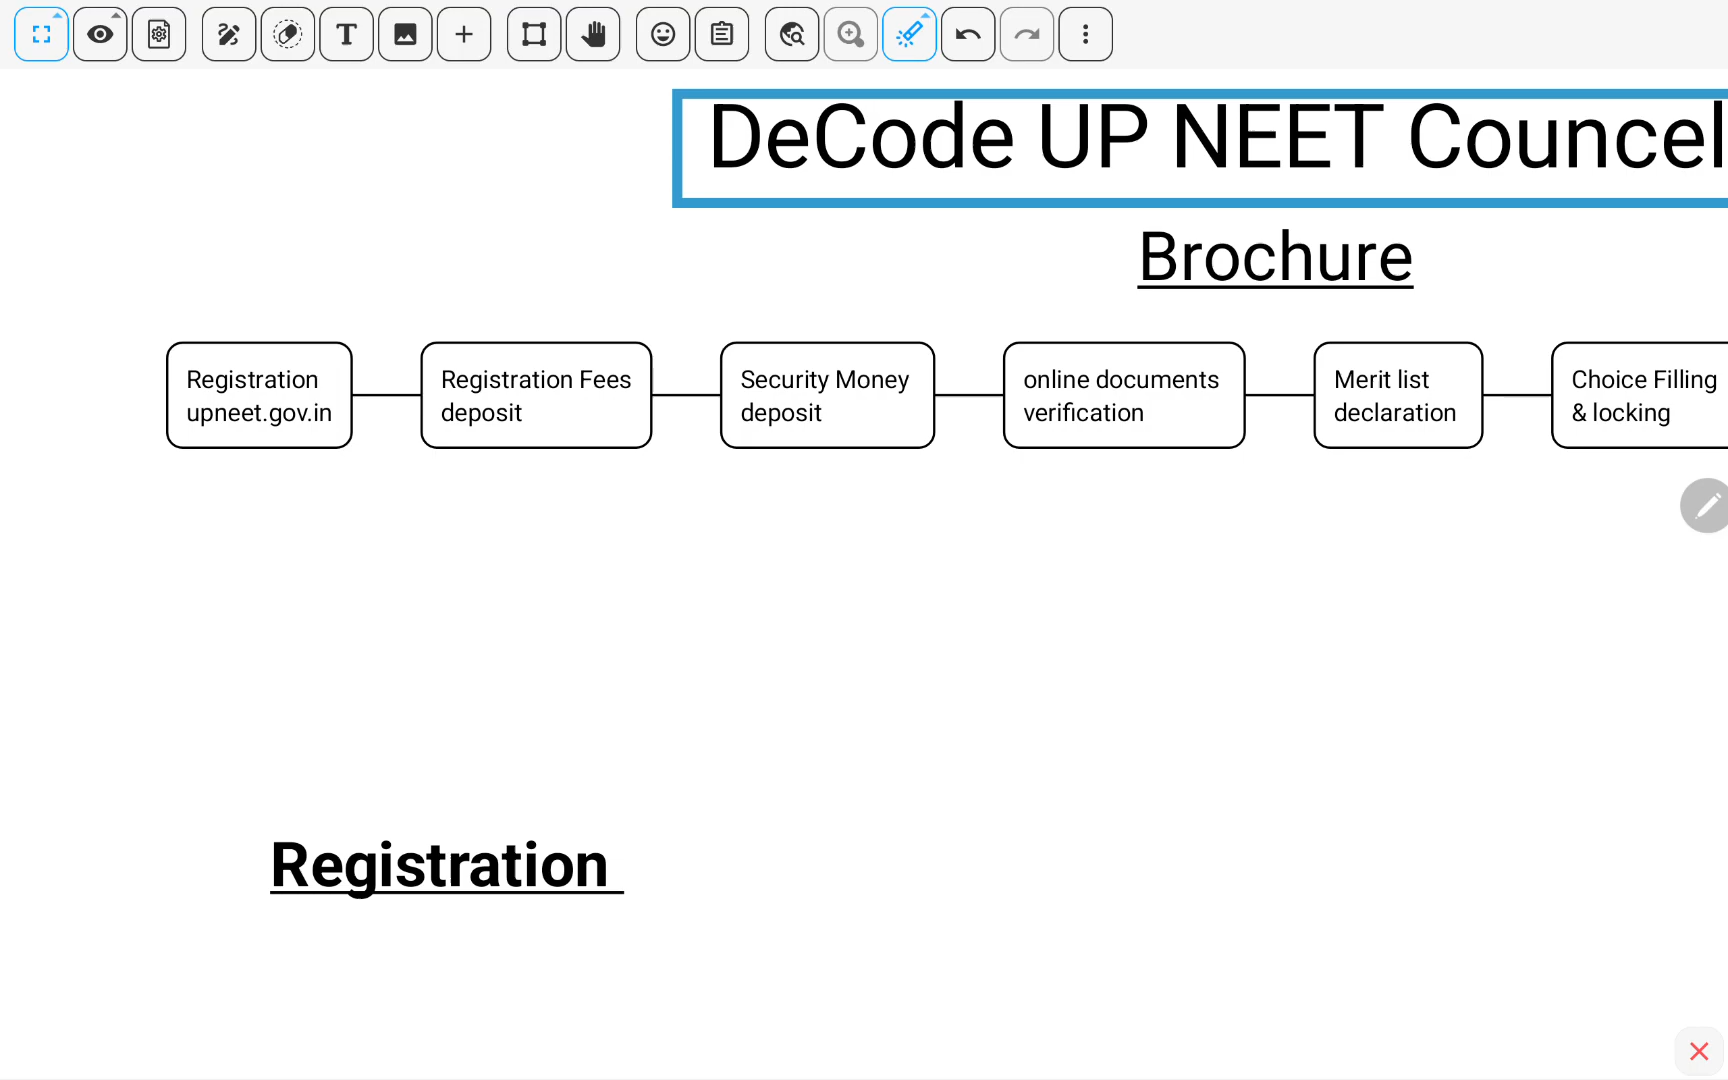 DeCode UP NEET Councel
Brochure
Registration
upneet.gov.in
Registration Fees
deposit
Security Money
deposit
online documents
verification
Merit list
declaration
Choice Filling
& locking
Registration